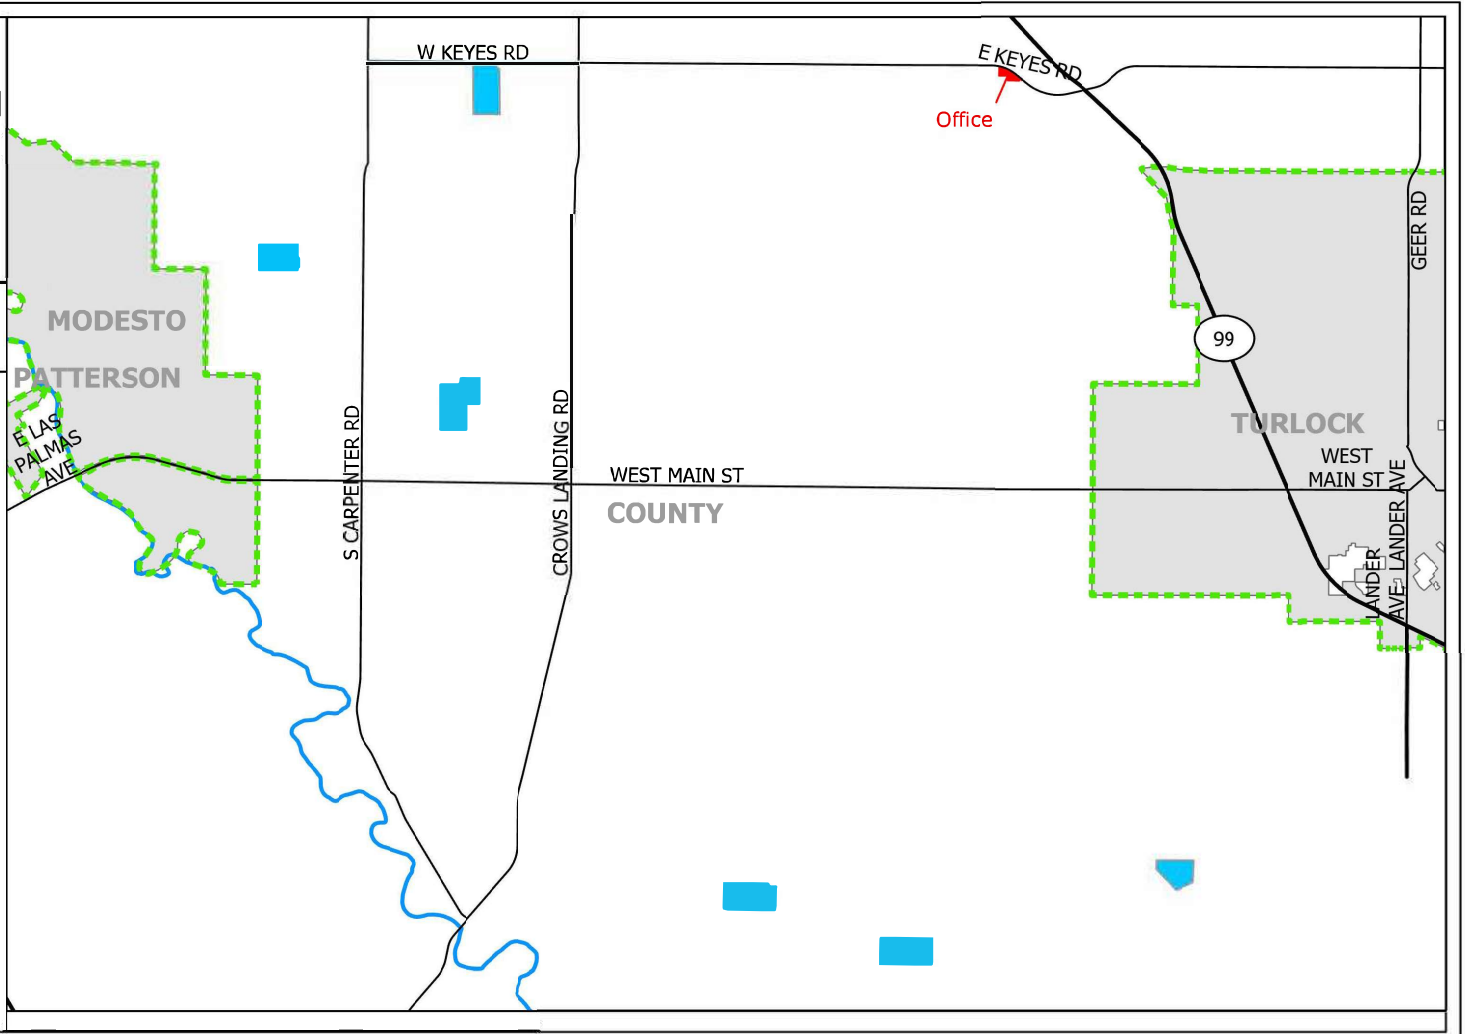 W KEYES RD
E KEYES RD
Office
GEER RD
MODESTO
99
PATTERSON
E LAS
PALMAS
AVE
S CARPENTER RD
CROWS LANDING RD
WEST MAIN ST
COUNTY
TURLOCK
WEST
MAIN ST
LANDER
AVE
LANDER AVE